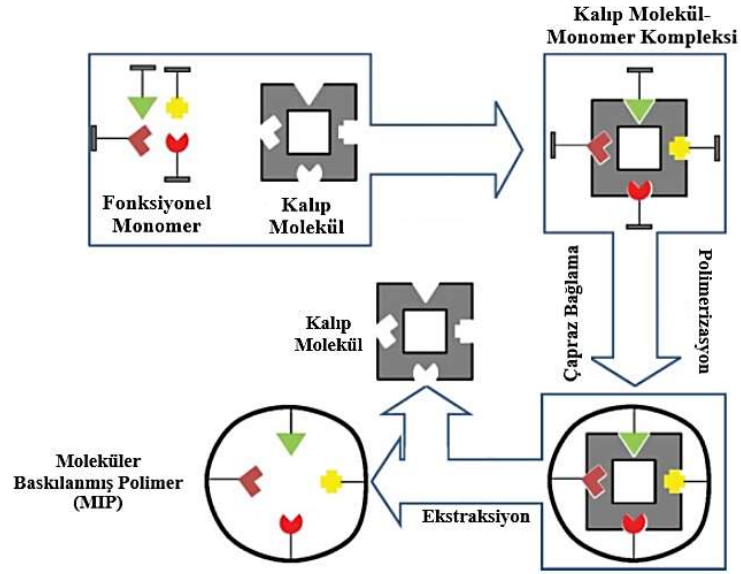 Kalıp Molekül-
Monomer Kompleksi
Fonksiyonel
Monomer
Kalıp
Molekül
Çapraz Bağlama
Polimerizasyon
Kalıp
Molekül
Moleküler
Baskılanmış Polimer
(MIP)
Ekstraksiyon